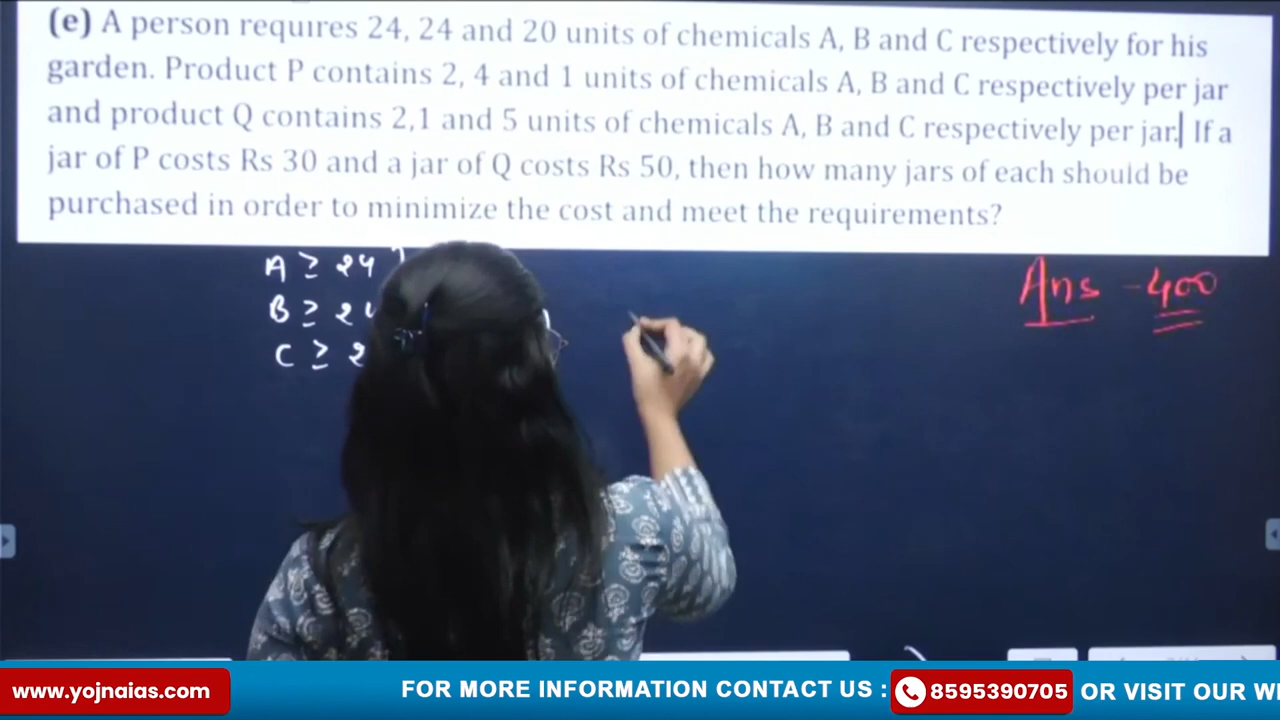 (e) A person requires 24, 24 and 20 units of chemicals A, B and C respectively for his
garden. Product P contains 2, 4 and 1 units of chemicals A, B and C respectively per jar
and product Q contains 2,1 and 5 units of chemicals A, B and C respectively per jar. If a
jar of P costs Rs 30 and a jar of Q costs Rs 50, then how many jars of each should be
purchased in order to minimize the cost and meet the requirements?
A ≥ 24
B ≥ 2
C ≥ 2
Ans - 400
www.yojnaias.com
FOR MORE INFORMATION CONTACT US : 8595390705 OR VISIT OUR WE